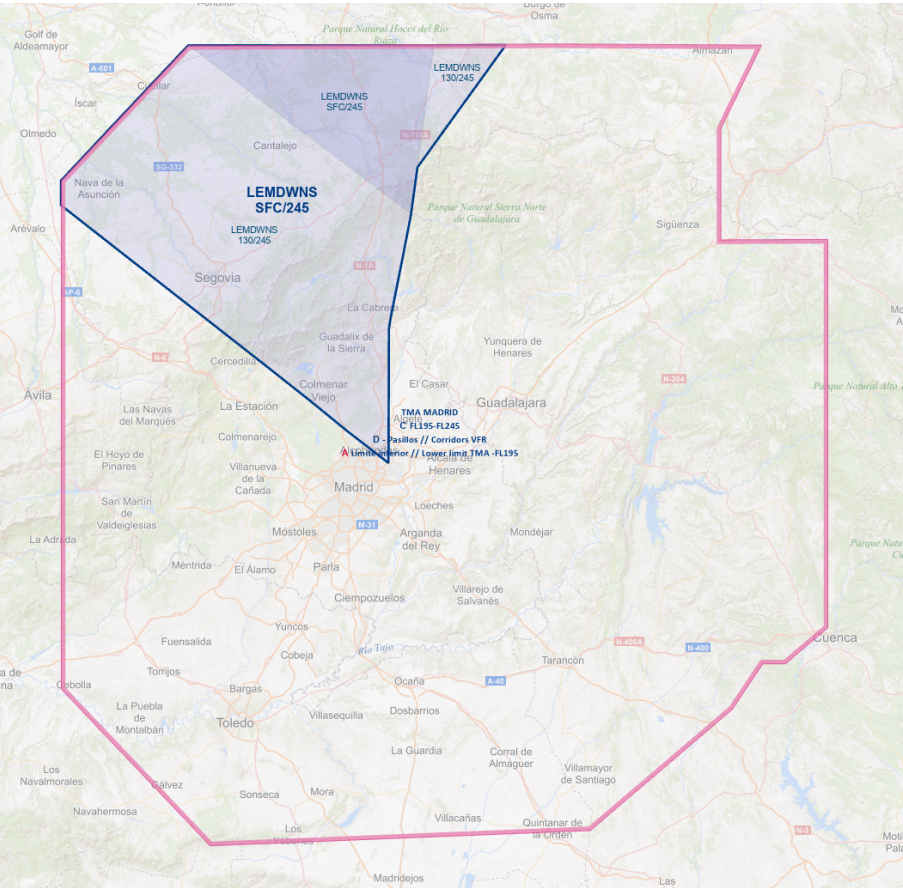 Burgo de
Osma
Golf de
Aldeamayor
Parque Natural Hoces del Río
Riaza
Almazán
A-601
LEMDWNS
130/245
Cuéllar
LEMDWNS
SFC/245
Íscar
Olmedo
N-110A
Cantalejo
SG-332
Nava de la
Asunción
LEMDWNS
SFC/245
Parque Natural Sierra Norte
de Guadalajara
Sigüenza
Arévalo
LEMDWNS
130/245
N-1A
Segovia
AP-6
La Cabrera
Guadalix de
la Sierra
Yunquera de
Henares
N-6
Cercedilla
N-204
Ávila
Colmenar
Viejo
El Casar
Parque Natural Alto
Guadalajara
Las Navas
del Marqués
La Estación
TMA MADRID
Algete
C FL195-FL245
Colmenarejo
D - Pasillos // Corridors VFR
A Límite inferior // Lower limit TMA -FL195
El Hoyo de
Pinares
Villanueva
de la
Cañada
Alcalá de
Henares
Madrid
San Martín
de
Valdeiglesias
Loeches
M-31
La Adrada
Móstoles
Arganda
del Rey
Mondéjar
Méntrida
El Álamo
Parla
Ciempozuelos
Villarejo de
Salvanés
Yuncos
Fuensalida
N-400A
N-400
Cuenca
Cobeja
Río Tajo
Tarancón
Torrijos
Cebolla
Bargas
Ocaña
A-40
La Puebla
de
Montalbán
Toledo
Villasequilla
Dosbarrios
La Guardia
Corral de
Almaguer
Los
Navalmorales
Villamayor
de Santiago
Gálvez
Sonseca
Mora
Navahermosa
Villacañas
Quintanar de
la Orden
Los
Yébenes
N-3
Madridejos
Las